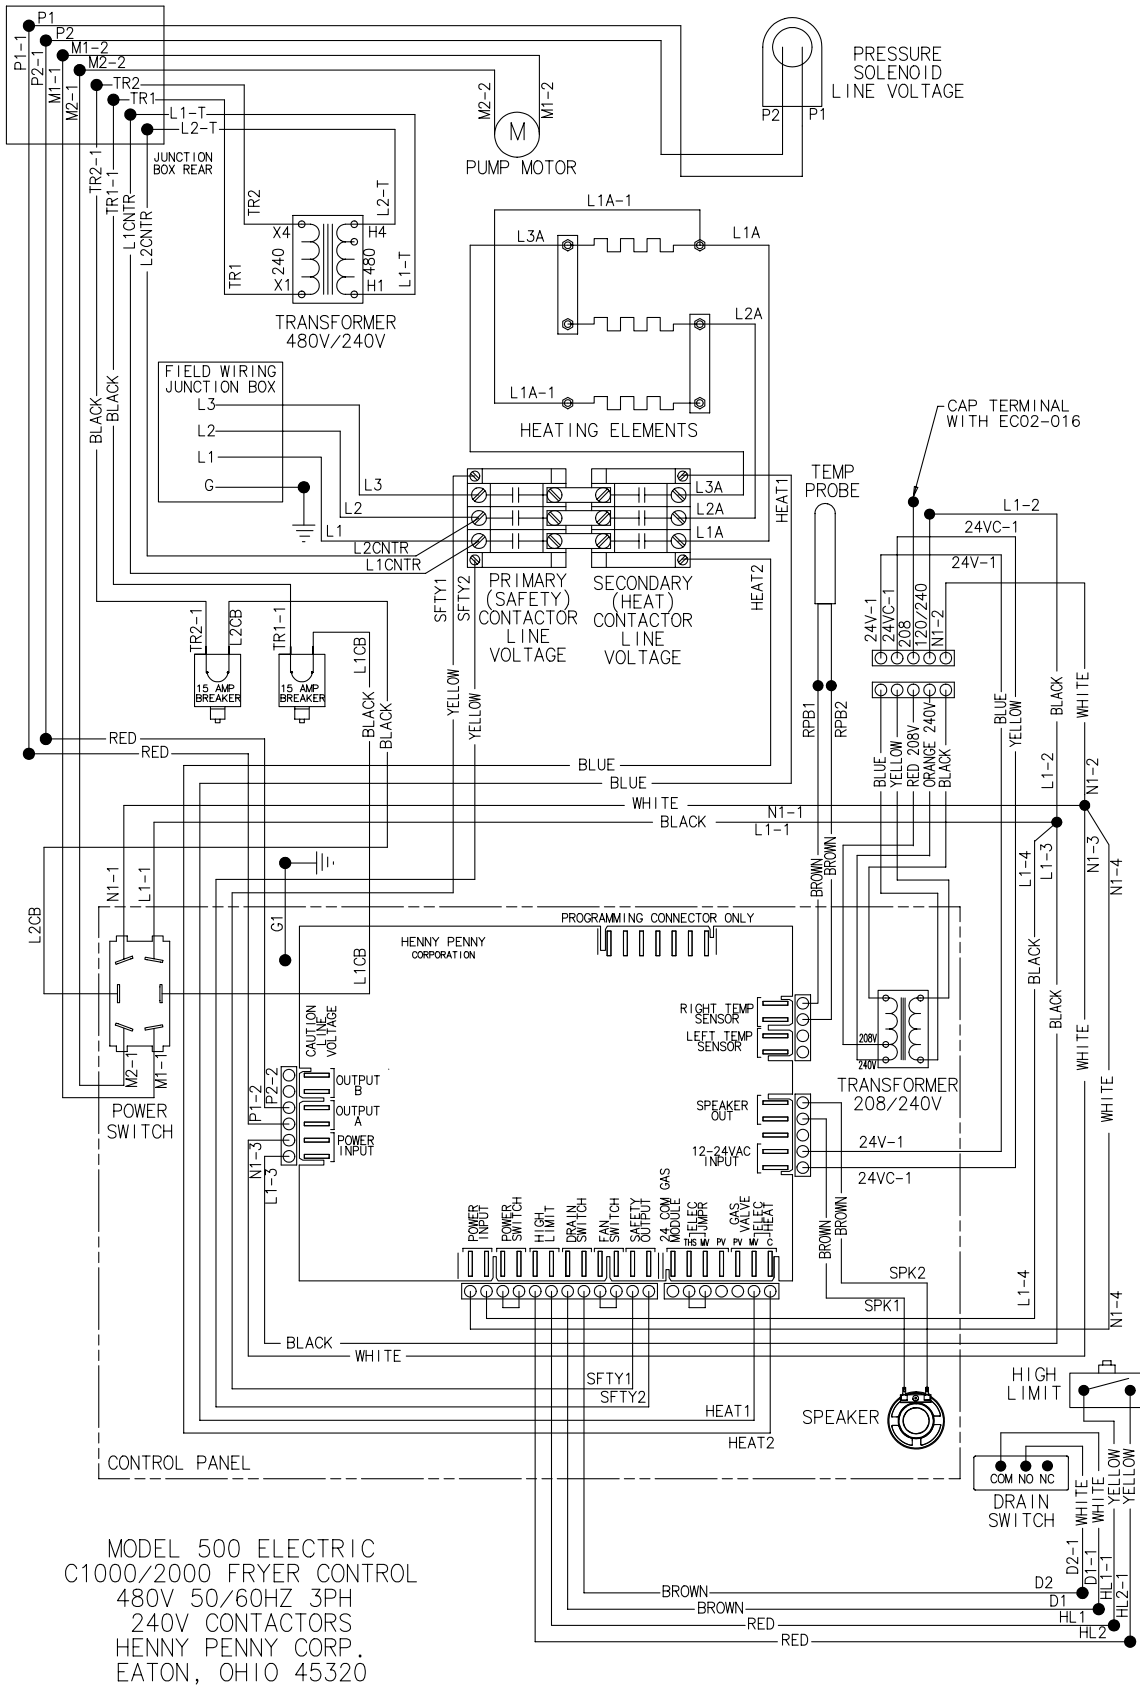 P1
P2
P1-1
P2-1
M1-2
M2-2
M1-1
M2-1
TR2
TR1
L1-T
L2-T
JUNCTION
BOX REAR
TR2-1
TR1-1
L1CNTR
L2CNTR
M2-2
M1-2
M
PUMP MOTOR
PRESSURE
SOLENOID
LINE VOLTAGE
P2
P1
TR2
TR1
L2-T
L1-T
X4
H4
240
480
X1
H1
TRANSFORMER
480V/240V
L1A-1
L3A
L1A
L2A
L1A-1
HEATING ELEMENTS
FIELD WIRING
JUNCTION BOX
L3
L2
L1
G
BLACK
BLACK
L3
L2
L1
L2CNTR
L1CNTR
L3A
L2A
L1A
HEAT1
HEAT2
SFTY1
SFTY2
PRIMARY
(SAFETY)
CONTACTOR
LINE
VOLTAGE
SECONDARY
(HEAT)
CONTACTOR
LINE
VOLTAGE
TEMP
PROBE
CAP TERMINAL
WITH EC02-016
L1-2
24VC-1
24V-1
24V-1
24VC-1
208
120/240
N1-2
TR2-1
L2CB
TR1-1
L1CB
15 AMP
BREAKER
15 AMP
BREAKER
BLACK
BLACK
YELLOW
YELLOW
RPB1
RPB2
BLUE
YELLOW
RED 208V
ORANGE 240V
BLACK
BLUE
YELLOW
BLACK
WHITE
RED
RED
BLUE
BLUE
WHITE
BLACK
N1-1
L1-1
L1-2
N1-2
L1-4
L1-3
N1-3
N1-4
BROWN
BROWN
N1-1
L1-1
L2CB
G1
L1CB
PROGRAMMING CONNECTOR ONLY
HENNY PENNY
CORPORATION
CAUTION
LINE
VOLTAGE
RIGHT TEMP
SENSOR
LEFT TEMP
SENSOR
208V
240V
TRANSFORMER
208/240V
BLACK
BLACK
WHITE
WHITE
M2-1
M1-1
POWER
SWITCH
P1-2
P2-2
N1-3
L1-3
OUTPUT
B
OUTPUT
A
POWER
INPUT
SPEAKER
OUT
12-24VAC
INPUT
24V-1
24VC-1
BROWN
BROWN
POWER
INPUT
POWER
SWITCH
HIGH
LIMIT
DRAIN
SWITCH
FAN
SWITCH
SAFETY
OUTPUT
24 COM GAS
MODULE
ELEC
JMPR
GAS
VALVE
ELEC
HEAT
THS
MV
PV
PV
MV
C
SPK2
SPK1
L1-4
N1-4
BLACK
WHITE
SFTY1
SFTY2
HEAT1
HEAT2
SPEAKER
HIGH
LIMIT
CONTROL PANEL
COM NO NC
DRAIN
SWITCH
WHITE
WHITE
YELLOW
YELLOW
D2-1
D1-1
HL1-1
HL2-1
BROWN
D2
BROWN
D1
RED
HL1
RED
HL2
MODEL 500 ELECTRIC
C1000/2000 FRYER CONTROL
480V 50/60HZ 3PH
240V CONTACTORS
HENNY PENNY CORP.
EATON, OHIO 45320